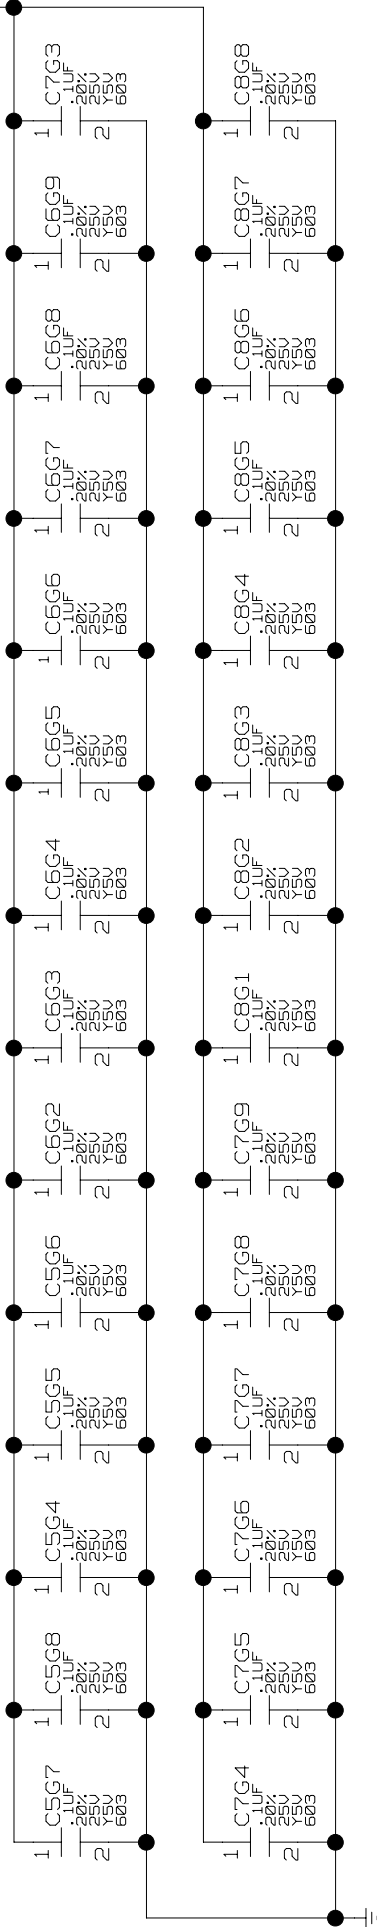 C5G7
.1UF
20%
25V
Y5V
603
1
2
C5G8
.1UF
20%
25V
Y5V
603
1
2
C5G4
.1UF
20%
25V
Y5V
603
1
2
C5G5
.1UF
20%
25V
Y5V
603
1
2
C5G6
.1UF
20%
25V
Y5V
603
1
2
C6G2
.1UF
20%
25V
Y5V
603
1
2
C6G3
.1UF
20%
25V
Y5V
603
1
2
C6G4
.1UF
20%
25V
Y5V
603
1
2
C6G5
.1UF
20%
25V
Y5V
603
1
2
C6G6
.1UF
20%
25V
Y5V
603
1
2
C6G7
.1UF
20%
25V
Y5V
603
1
2
C6G8
.1UF
20%
25V
Y5V
603
1
2
C6G9
.1UF
20%
25V
Y5V
603
1
2
C7G3
.1UF
20%
25V
Y5V
603
1
2
C7G4
.1UF
20%
25V
Y5V
603
1
2
C7G5
.1UF
20%
25V
Y5V
603
1
2
C7G6
.1UF
20%
25V
Y5V
603
1
2
C7G7
.1UF
20%
25V
Y5V
603
1
2
C7G8
.1UF
20%
25V
Y5V
603
1
2
C7G9
.1UF
20%
25V
Y5V
603
1
2
C8G1
.1UF
20%
25V
Y5V
603
1
2
C8G2
.1UF
20%
25V
Y5V
603
1
2
C8G3
.1UF
20%
25V
Y5V
603
1
2
C8G4
.1UF
20%
25V
Y5V
603
1
2
C8G5
.1UF
20%
25V
Y5V
603
1
2
C8G6
.1UF
20%
25V
Y5V
603
1
2
C8G7
.1UF
20%
25V
Y5V
603
1
2
C8G8
.1UF
20%
25V
Y5V
603
1
2